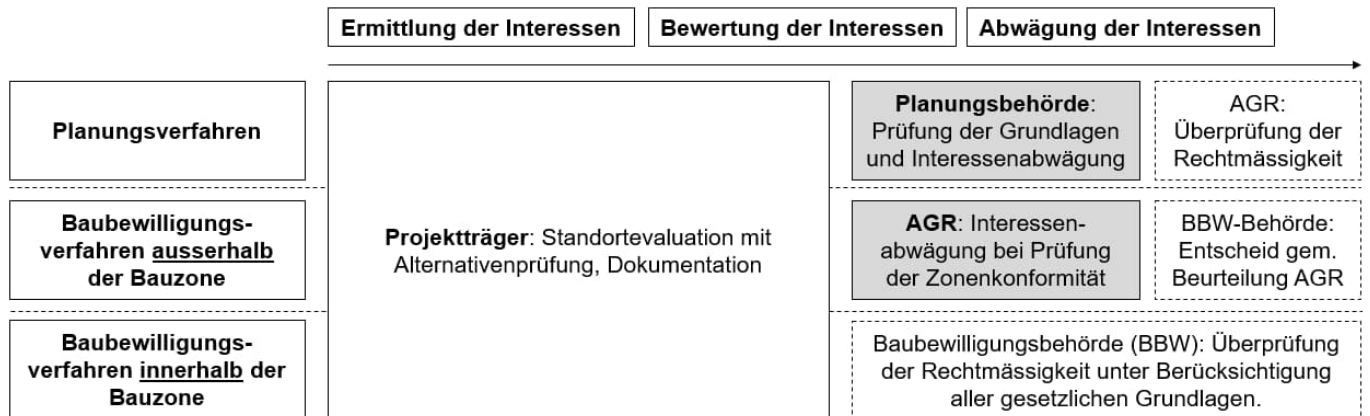 Ermittlung der Interessen
Bewertung der Interessen
Abwägung der Interessen
Planungsverfahren
Planungsbehörde:
Prüfung der Grundlagen
und Interessenabwägung
AGR:
Überprüfung der
Rechtmässigkeit
Baubewilligungs-
verfahren ausserhalb
der Bauzone
Projektträger: Standortevaluation mit
Alternativenprüfung, Dokumentation
AGR: Interessen-
abwägung bei Prüfung
der Zonenkonformität
BBW-Behörde:
Entscheid gem.
Beurteilung AGR
Baubewilligungs-
verfahren innerhalb der
Bauzone
Baubewilligungsbehörde (BBW): Überprüfung
der Rechtmässigkeit unter Berücksichtigung
aller gesetzlichen Grundlagen.